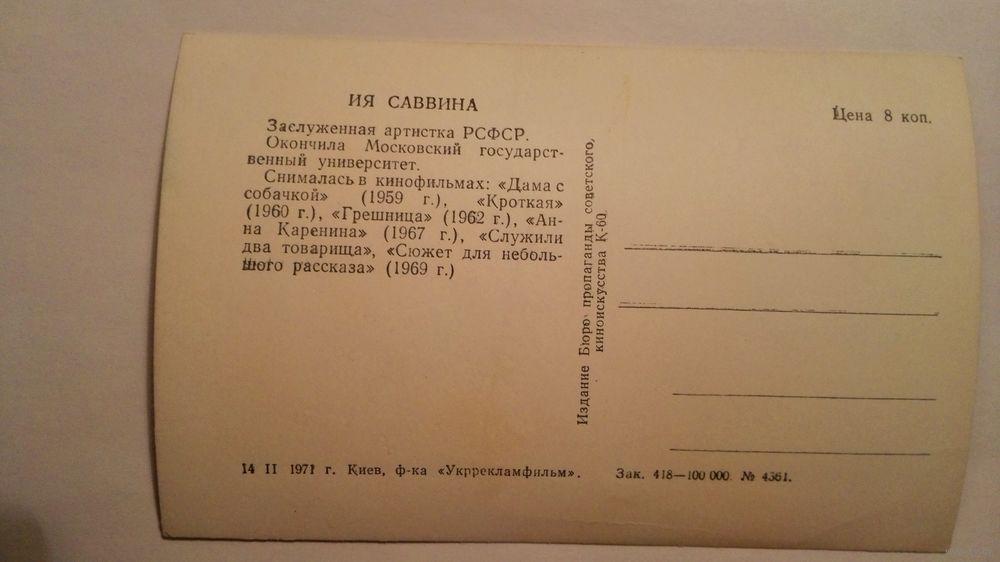 ИЯ САВВИНА
Заслуженная артистка РСФСР.
Окончила Московский государст-
венный университет.
Снималась в кинофильмах: «Дама с
собачкой» (1959 г.), «Кроткая»
(1960 г.), «Грешница» (1962 г.), «Ан-
на Каренина» (1967 г.), «Служили
два товарища», «Сюжет для неболь-
шого рассказа» (1969 г.)
14 II 1971 г. Киев, ф-ка «Укррекламфильм».
Издание Бюро пропаганды советского,
киноискусства К-60.
Цена 8 коп.
Зак. 418—100 000. № 4361.